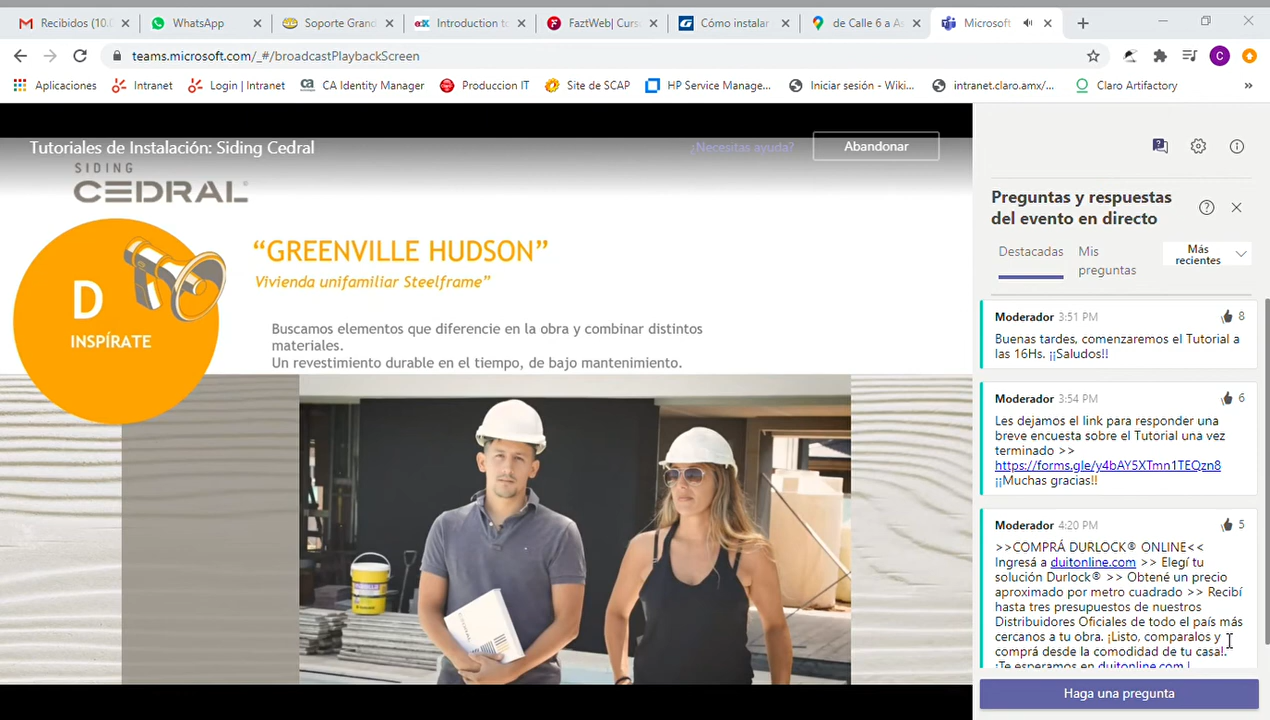 Recibidos (10.
WhatsApp
Soporte Grand
Introduction to
FaztWeb| Curs
Cómo instalar
de Calle 6 a As
Microsoft
teams.microsoft.com/_#/broadcastPlaybackScreen
C
Aplicaciones
Intranet
Login | Intranet
CA Identity Manager
Produccion IT
Site de SCAP
HP Service Manage...
Iniciar sesión - Wiki...
intranet.claro.amx/...
Claro Artifactory
»
Tutoriales de Instalación: Siding Cedral
¿Necesitas ayuda?
Abandonar
SIDING
CEDRAL
D
INSPÍRATE
“GREENVILLE HUDSON”
Vivienda unifamiliar Steelframe”
Buscamos elementos que diferencie en la obra y combinar distintos
materiales.
Un revestimiento durable en el tiempo, de bajo mantenimiento.
Preguntas y respuestas
del evento en directo
Destacadas
Mis
preguntas
Más
recientes
Moderador 3:51 PM 8
Buenas tardes, comenzaremos el Tutorial a
las 16Hs. ¡¡Saludos!!
Moderador 3:54 PM 6
Les dejamos el link para responder una
breve encuesta sobre el Tutorial una vez
terminado >>
https://forms.gle/y4bAY5XTmn1TEQzn8
¡¡Muchas gracias!!
Moderador 4:20 PM 5
>>COMPRÁ DURLOCK® ONLINE<<
Ingresá a duitonline.com >> Elegí tu
solución Durlock® >> Obtené un precio
aproximado por metro cuadrado >> Recibí
hasta tres presupuestos de nuestros
Distribuidores Oficiales de todo el país más
cercanos a tu obra. ¡Listo, comparalos y
comprá desde la comodidad de tu casa!.
¡Te esperamos en duitonline.com !
Haga una pregunta